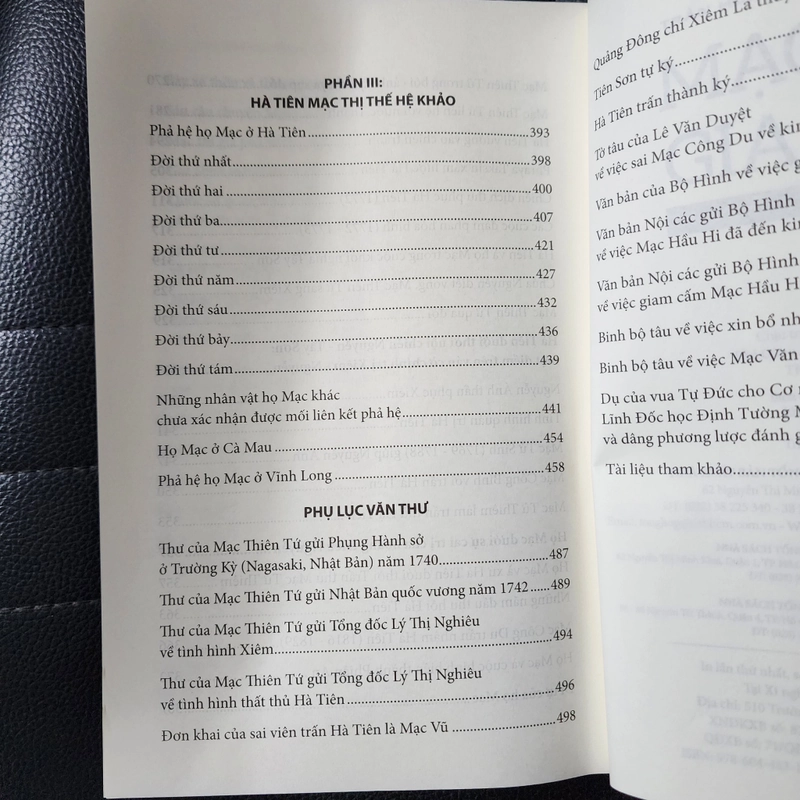 PHẦN III:
HÀ TIÊN MẠC THỊ THẾ HỆ KHẢO
Phả hệ họ Mạc ở Hà Tiên 393
Đời thứ nhất 398
Đời thứ hai 400
Đời thứ ba 407
Đời thứ tư 421
Đời thứ năm 427
Đời thứ sáu 432
Đời thứ bảy 436
Đời thứ tám 439
Những nhân vật họ Mạc khác
chưa xác nhận được mối liên kết phả hệ 441
Họ Mạc ở Cà Mau 454
Phả hệ họ Mạc ở Vĩnh Long 458
PHỤ LỤC VĂN THƯ
Thư của Mạc Thiên Tứ gửi Phụng Hành sở
ở Trường Kỳ (Nagasaki, Nhật Bản) năm 1740 487
Thư của Mạc Thiên Tứ gửi Nhật Bản quốc vương năm 1742 489
Thư của Mạc Thiên Tứ gửi Tổng đốc Lý Thị Nghiêu
về tình hình Xiêm 494
Thư của Mạc Thiên Tứ gửi Tổng đốc Lý Thị Nghiêu
về tình hình thất thủ Hà Tiên 496
Đơn khai của sai viên trấn Hà Tiên là Mạc Vũ 498
Quảng Đông chí Xiêm La
Tiên Sơn tự ký
Hà Tiên trấn thành ký
Tờ tâu của Lê Văn Duyệt
về việc sai Mạc Công Du về
Văn bản của Bộ Hình về việc
Văn bản Nội các gửi Bộ Hình
về việc Mạc Hầu Hi đã đến
Văn bản Nội các gửi Bộ Hình
về việc giam cấm Mạc Hầu
Binh bộ tâu về việc xin bổ
Binh bộ tâu về việc Mạc Văn
Dụ của vua Tự Đức cho Cơ
Lĩnh Đốc học Định Tường
và dâng phương lược đánh
Tài liệu tham khảo